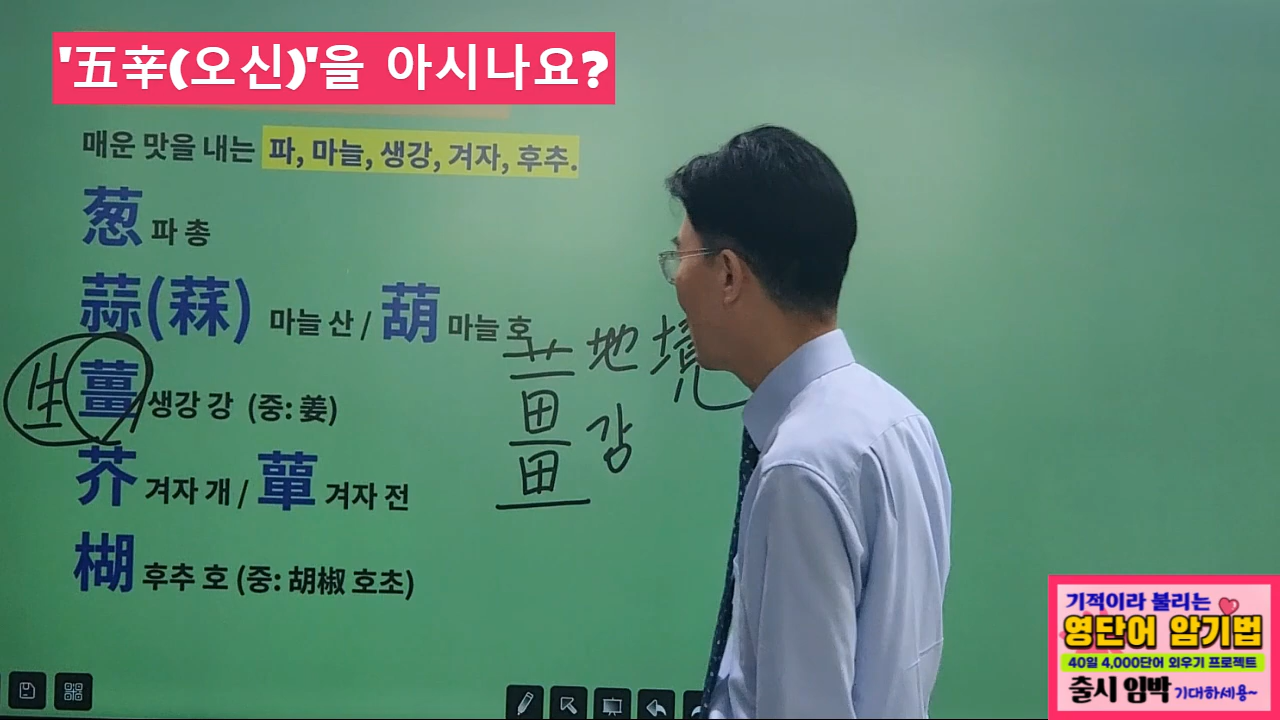 '五辛(오신)'을 아시나요?
매운 맛을 내는 파, 마늘, 생강, 겨자, 후추.
葱 파 총
蒜(蒜) 마늘 산 / 葫 마늘 호
生薑 생강 강 (중: 姜)
芥 겨자 개 / 蕇 겨자 전
楜 후추 호 (중: 胡椒 호초)
薑 地境
강
기적이라 불리는
영단어 암기법
40일 4,000단어 외우기 프로젝트
출시 임박 기대하세용~